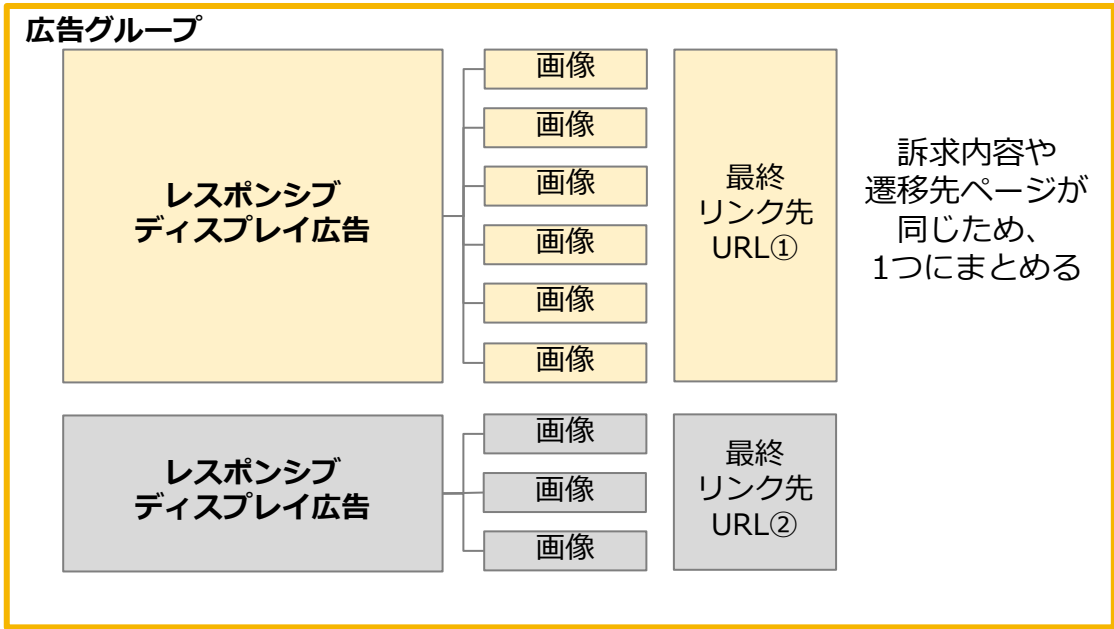 広告グループ
レスポンシブ
ディスプレイ広告
画像
画像
画像
画像
画像
画像
最終
リンク先
URL①
訴求内容や
遷移先ページが
同じため、
1つにまとめる
レスポンシブ
ディスプレイ広告
画像
画像
画像
最終
リンク先
URL②